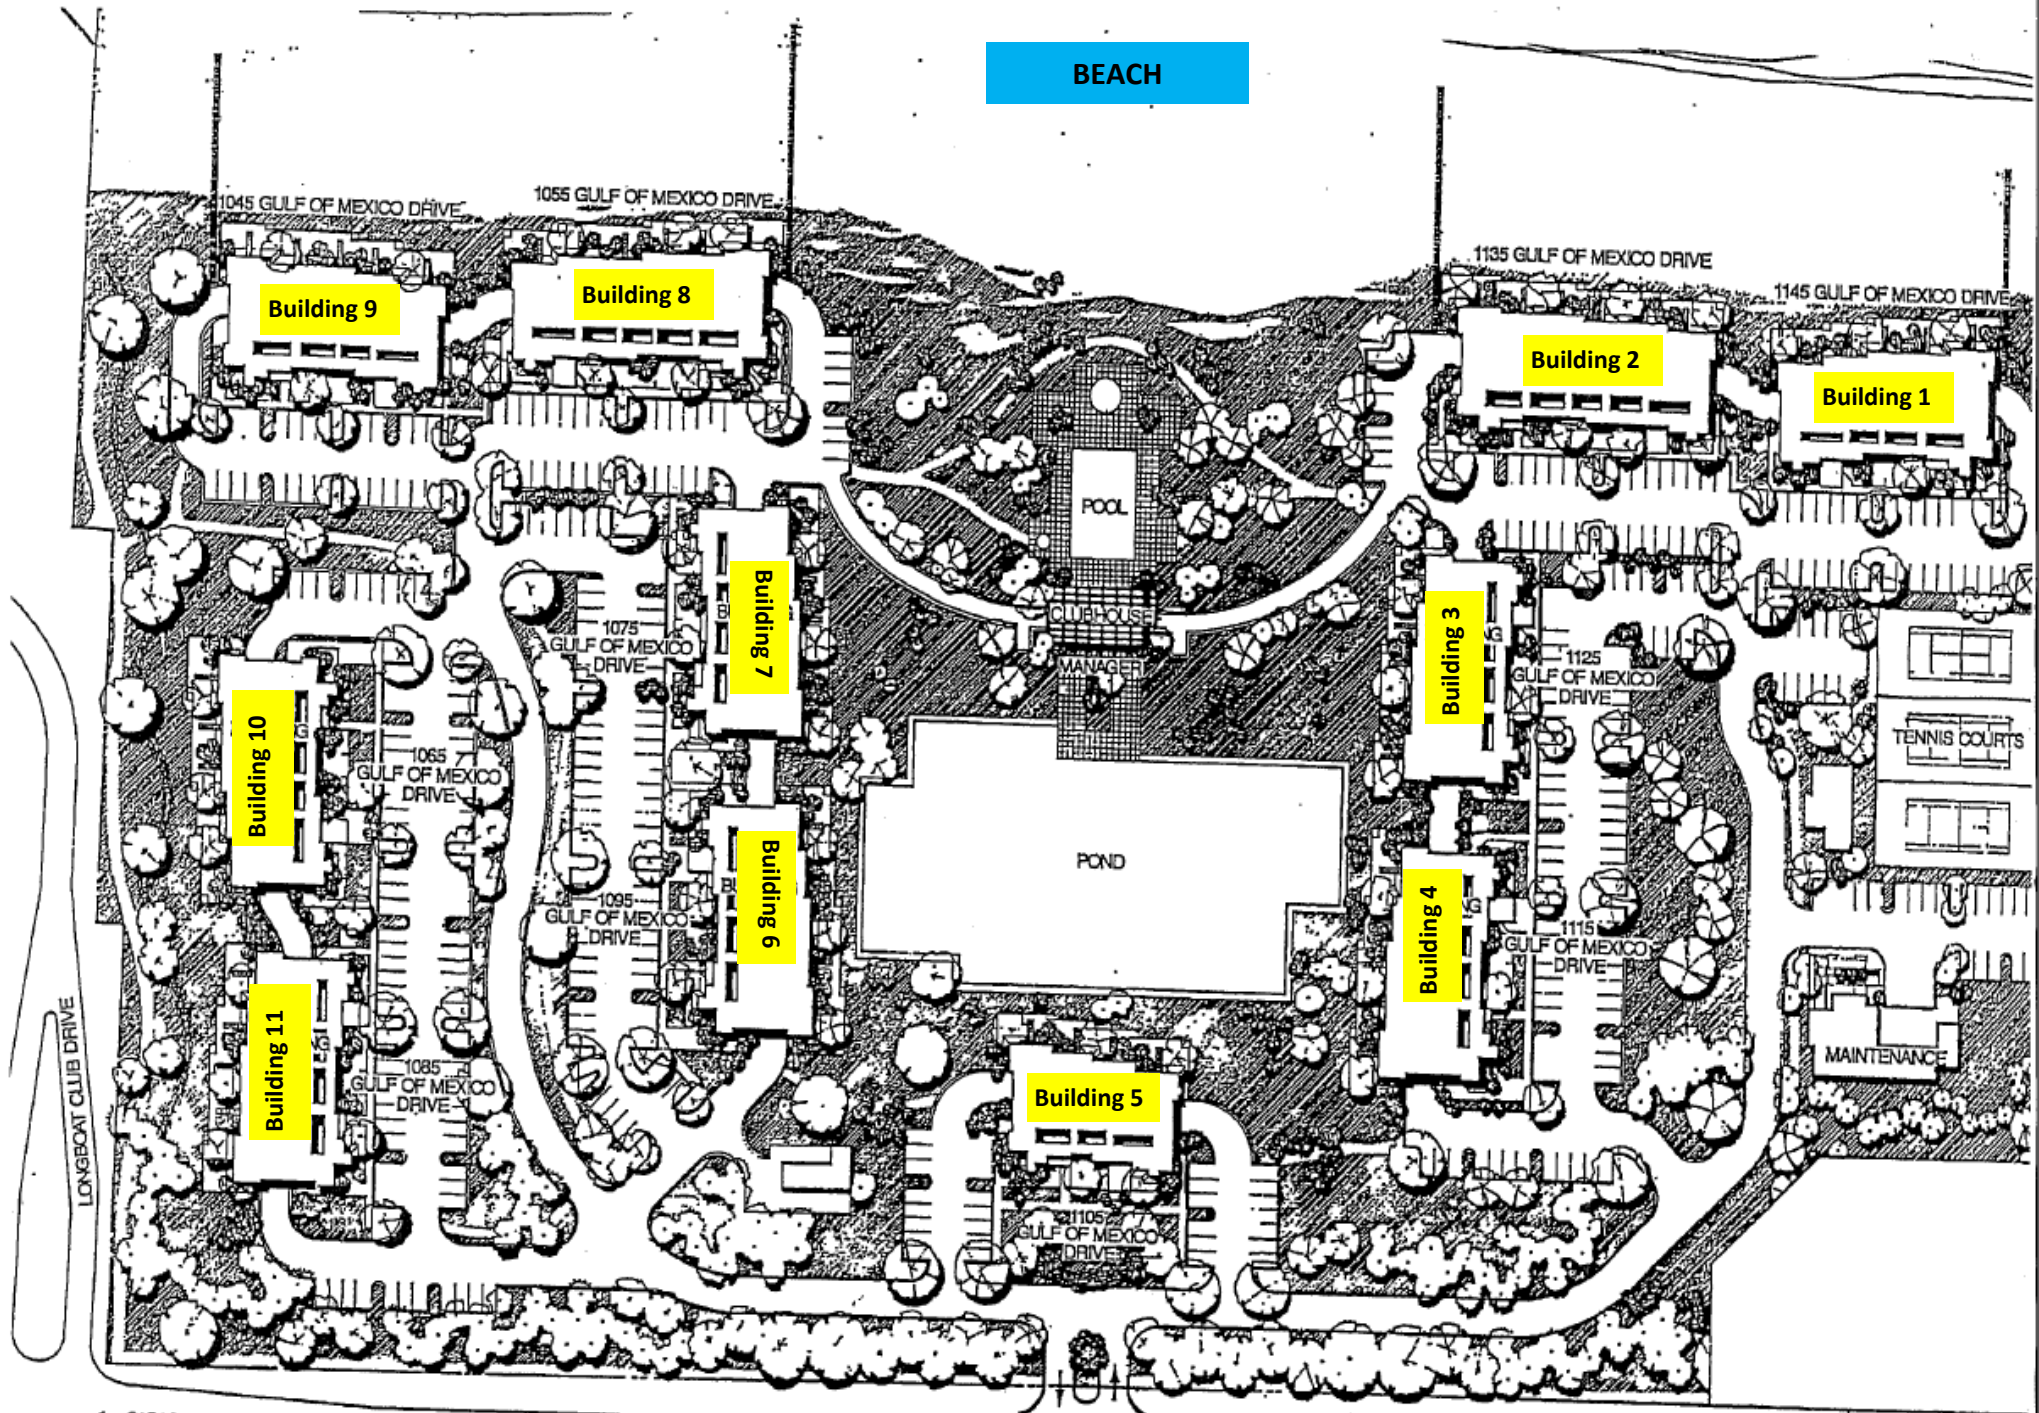 BEACH
1045 GULF OF MEXICO DRIVE
1055 GULF OF MEXICO DRIVE
1135 GULF OF MEXICO DRIVE
1145 GULF OF MEXICO DRIVE
Building 9
Building 8
Building 2
Building 1
POOL
Building 7
CLUBHOUSE
MANAGER
Building 3
1075
GULF OF MEXICO
DRIVE
1125
GULF OF MEXICO
DRIVE
TENNIS COURTS
Building 10
1065
GULF OF MEXICO
DRIVE
POND
Building 6
1095
GULF OF MEXICO
DRIVE
Building 4
1115
GULF OF MEXICO
DRIVE
LONGBOAT CLUB DRIVE
Building 11
1085
GULF OF MEXICO
DRIVE
Building 5
MAINTENANCE
1105
GULF OF MEXICO
DRIVE